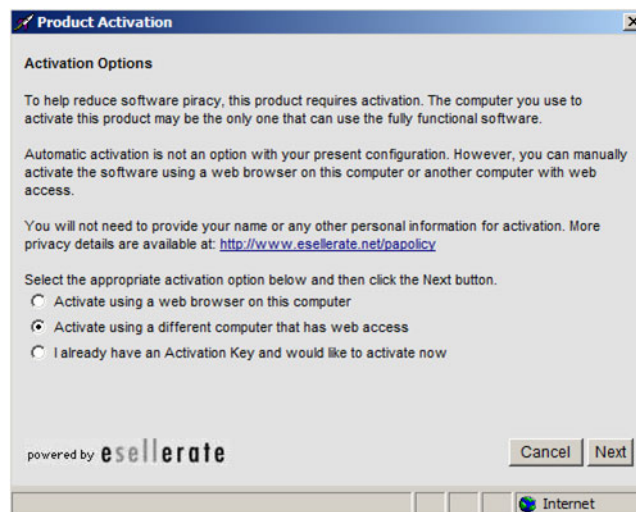 Product Activation
Activation Options
To help reduce software piracy, this product requires activation. The computer you use to
activate this product may be the only one that can use the fully functional software.
Automatic activation is not an option with your present configuration. However, you can manually
activate the software using a web browser on this computer or another computer with web
access.
You will not need to provide your name or any other personal information for activation. More
privacy details are available at: http://www.esellerate.net/papolicy
Select the appropriate activation option below and then click the Next button.
Activate using a web browser on this computer
Activate using a different computer that has web access
I already have an Activation Key and would like to activate now
powered by esellerate
Cancel Next
Internet